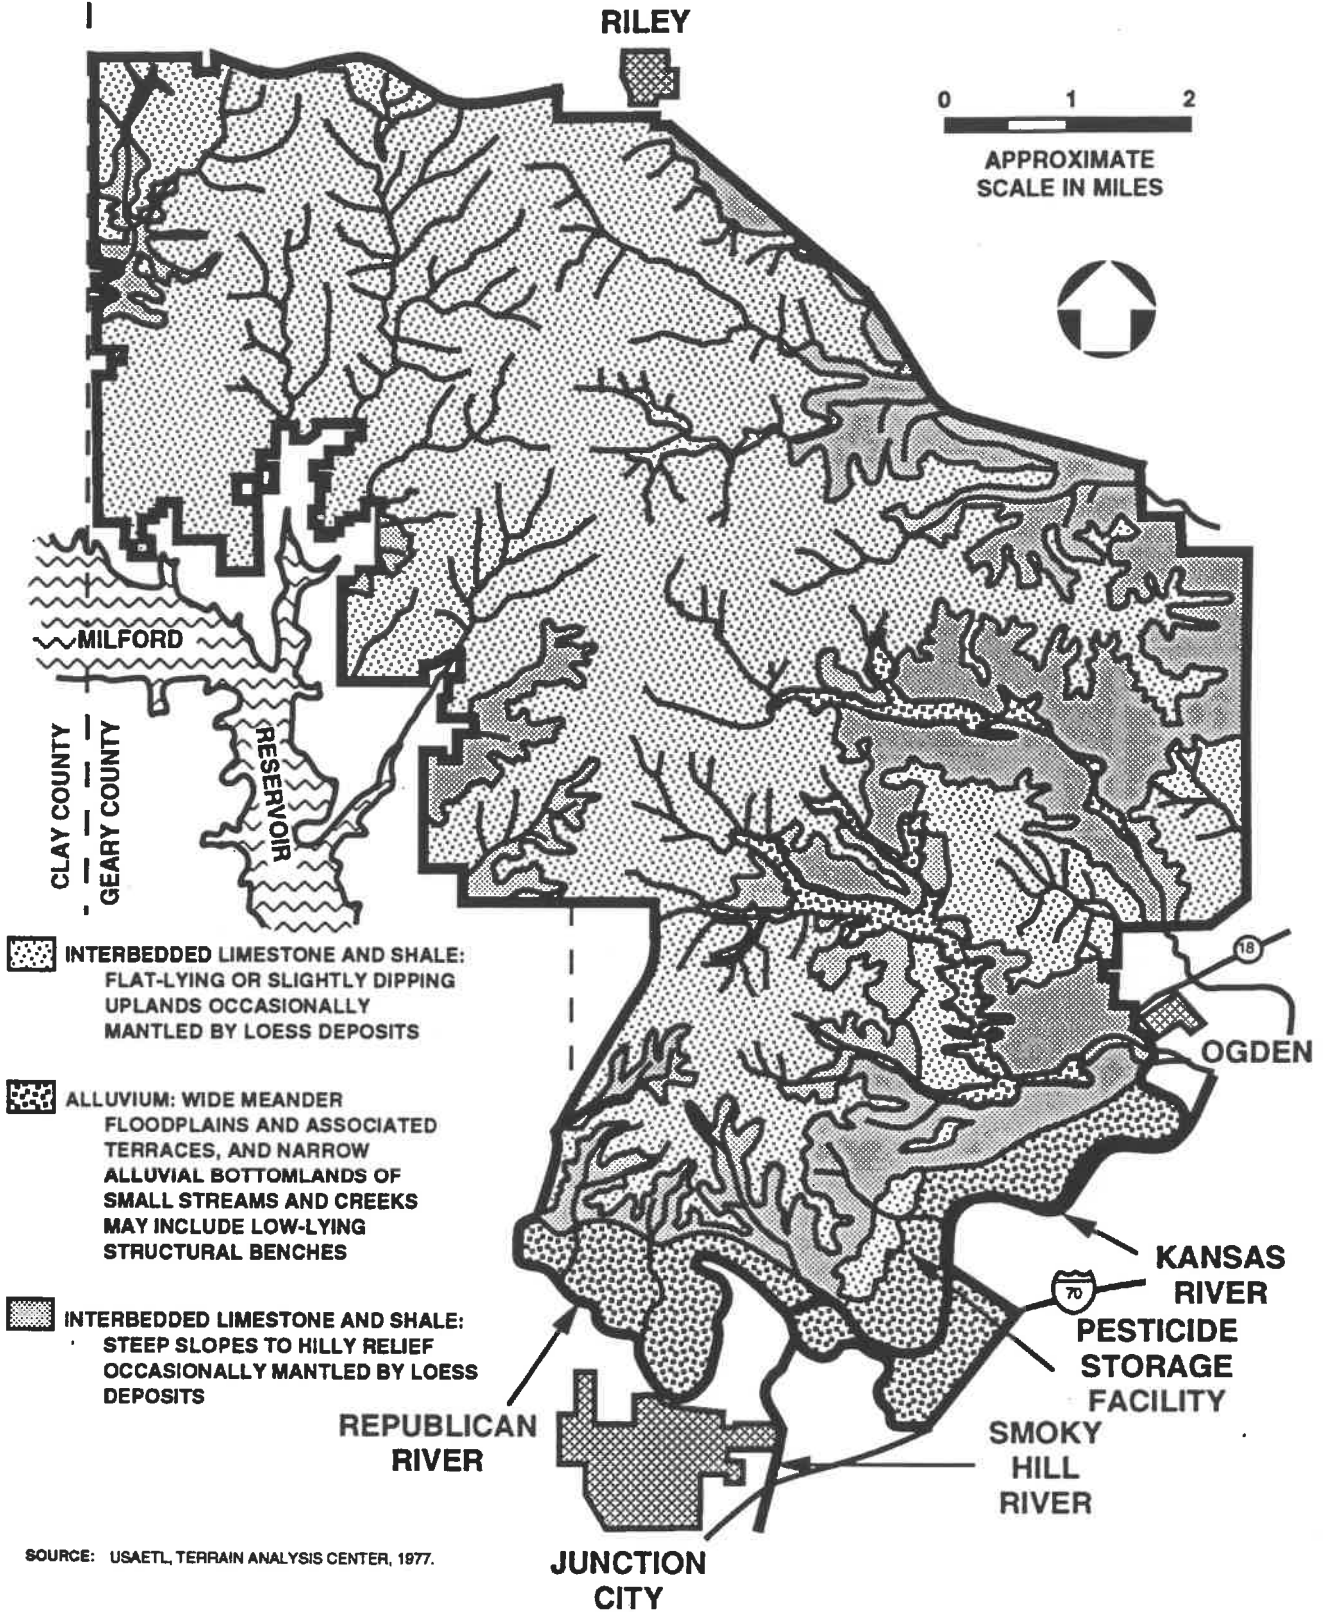 RILEY
0 1 2
APPROXIMATE
SCALE IN MILES
MILFORD
RESERVOIR
CLAY COUNTY
GEARY COUNTY
INTERBEDDED LIMESTONE AND SHALE:
FLAT-LYING OR SLIGHTLY DIPPING
UPLANDS OCCASIONALLY
MANTLED BY LOESS DEPOSITS
18
OGDEN
ALLUVIUM: WIDE MEANDER
FLOODPLAINS AND ASSOCIATED
TERRACES, AND NARROW
ALLUVIAL BOTTOMLANDS OF
SMALL STREAMS AND CREEKS
MAY INCLUDE LOW-LYING
STRUCTURAL BENCHES
KANSAS
RIVER
70
INTERBEDDED LIMESTONE AND SHALE:
STEEP SLOPES TO HILLY RELIEF
OCCASIONALLY MANTLED BY LOESS
DEPOSITS
PESTICIDE
STORAGE
FACILITY
REPUBLICAN
RIVER
SMOKY
HILL
RIVER
SOURCE: USAETL, TERRAIN ANALYSIS CENTER, 1977.
JUNCTION
CITY